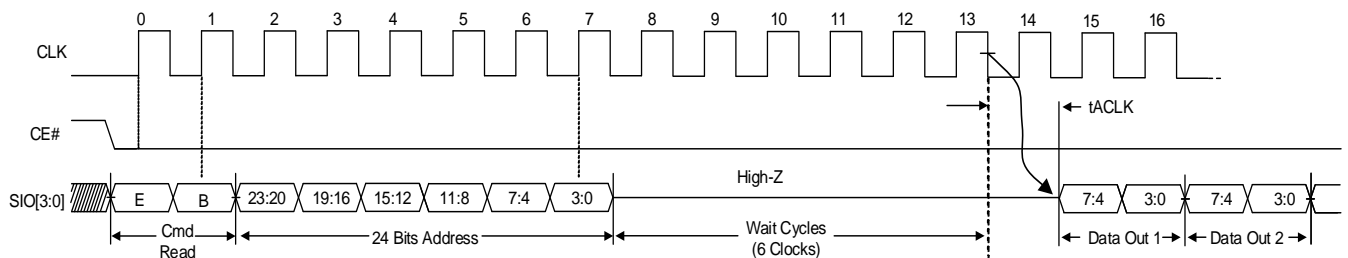 0 1 2 3 4 5 6 7 8 9 10 11 12 13 14 15 16
CLK
tACLK
CE#
High-Z
SIO[3:0] E B 23:20 19:16 15:12 11:8 7:4 3:0 7:4 3:0 7:4 3:0
Cmd Read
24 Bits Address
Wait Cycles
(6 Clocks)
Data Out 1 Data Out 2